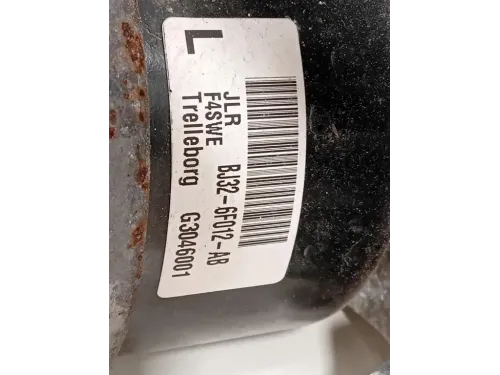 L
JLR
F4SWE BJ32-6F012-AB
Trelleborg G3046001